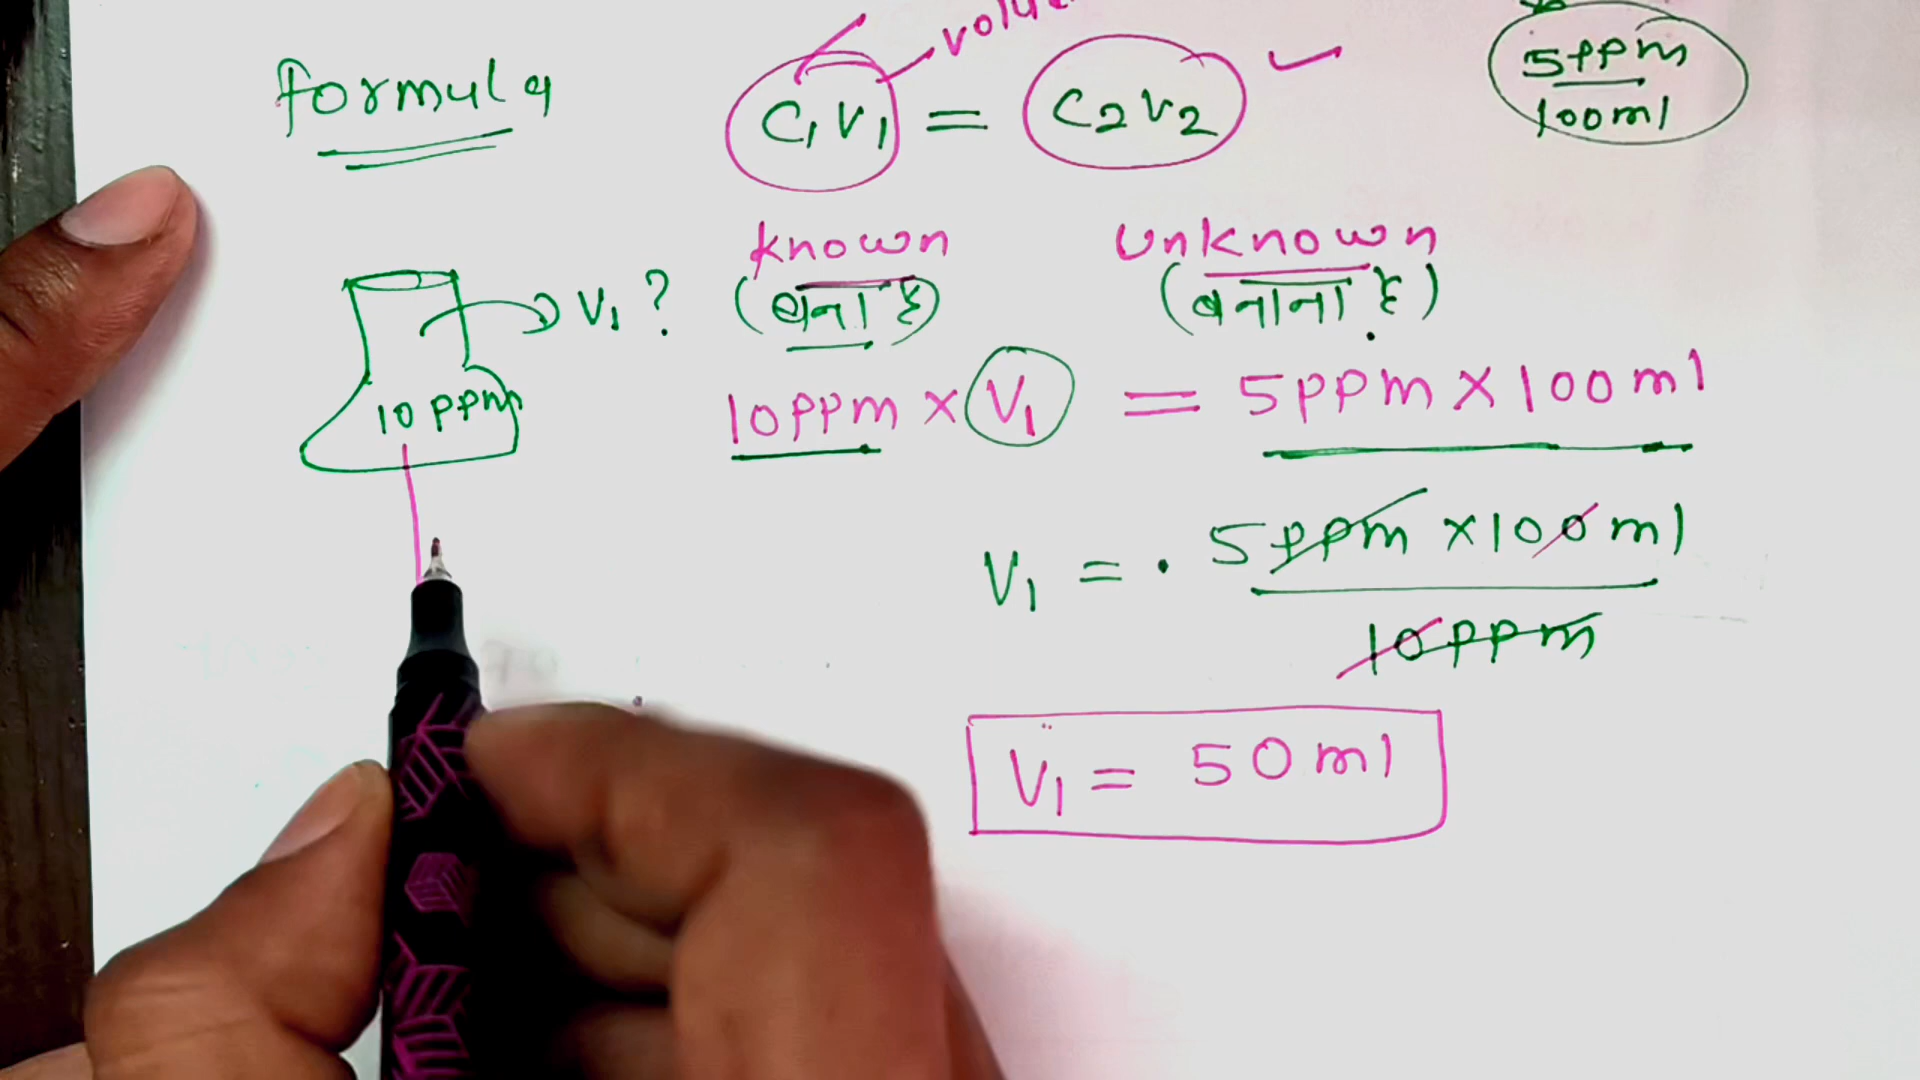 formula
C₁V₁ = C₂V₂
5ppm
100ml
known
unknown
(बना है)
(बनाना है)
V₁ ?
10 ppm
10ppm × V₁ = 5ppm × 100ml
V₁ = 5ppm × 100ml
10ppm
V₁ = 50ml